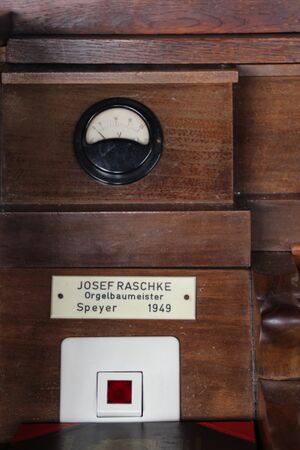 V
JOSEF RASCHKE
Orgelbaumeister
Speyer 1949